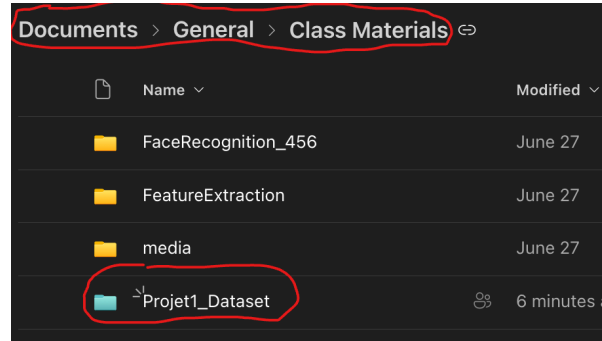 Documents > General > Class Materials
Name Modified
FaceRecognition_456 June 27
FeatureExtraction June 27
media June 27
Projet1_Dataset 6 minutes